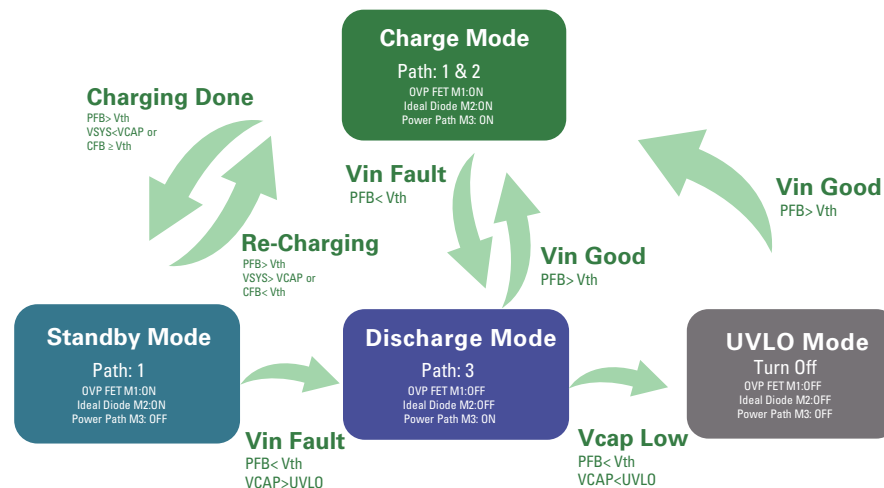 Charge Mode
Path: 1 & 2
OVP FET M1:ON
Ideal Diode M2:ON
Power Path M3: ON
Charging Done
PFB> Vth
VSYS<VCAP or
CFB ≥ Vth
Re-Charging
PFB> Vth
VSYS> VCAP or
CFB< Vth
Vin Fault
PFB< Vth
Vin Good
PFB> Vth
Vin Good
PFB> Vth
Standby Mode
Path: 1
OVP FET M1:ON
Ideal Diode M2:ON
Power Path M3: OFF
Vin Fault
PFB< Vth
VCAP>UVLO
Discharge Mode
Path: 3
OVP FET M1:OFF
Ideal Diode M2:OFF
Power Path M3: ON
Vcap Low
PFB< Vth
VCAP<UVLO
UVLO Mode
Turn Off
OVP FET M1:OFF
Ideal Diode M2:OFF
Power Path M3: OFF